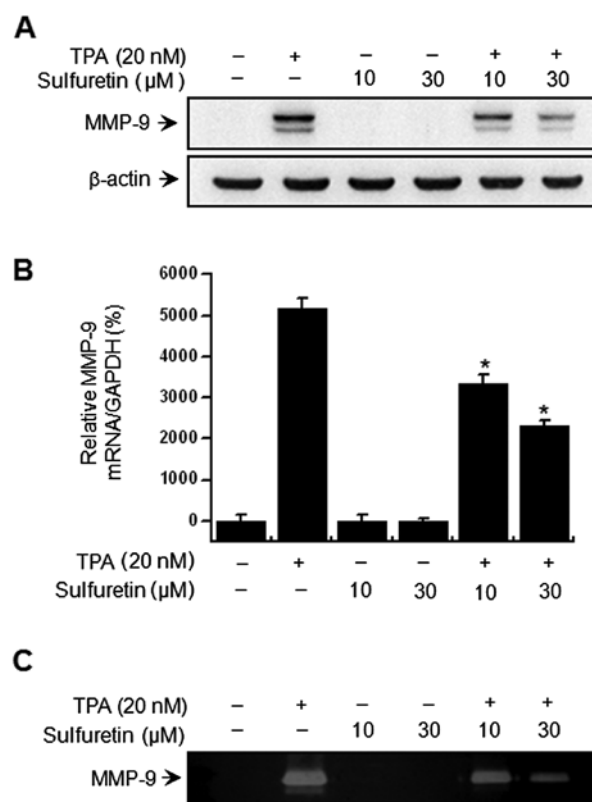 A
TPA (20 nM) – + – – + +
Sulfuretin (μM) – – 10 30 10 30
MMP-9
β-actin
B
6000
5000
4000
3000
2000
1000
0
Relative MMP-9
mRNA/GAPDH (%)
* *
TPA (20 nM) – + – – + +
Sulfuretin (μM) – – 10 30 10 30
C
TPA (20 nM) – + – – + +
Sulfuretin (μM) – – 10 30 10 30
MMP-9